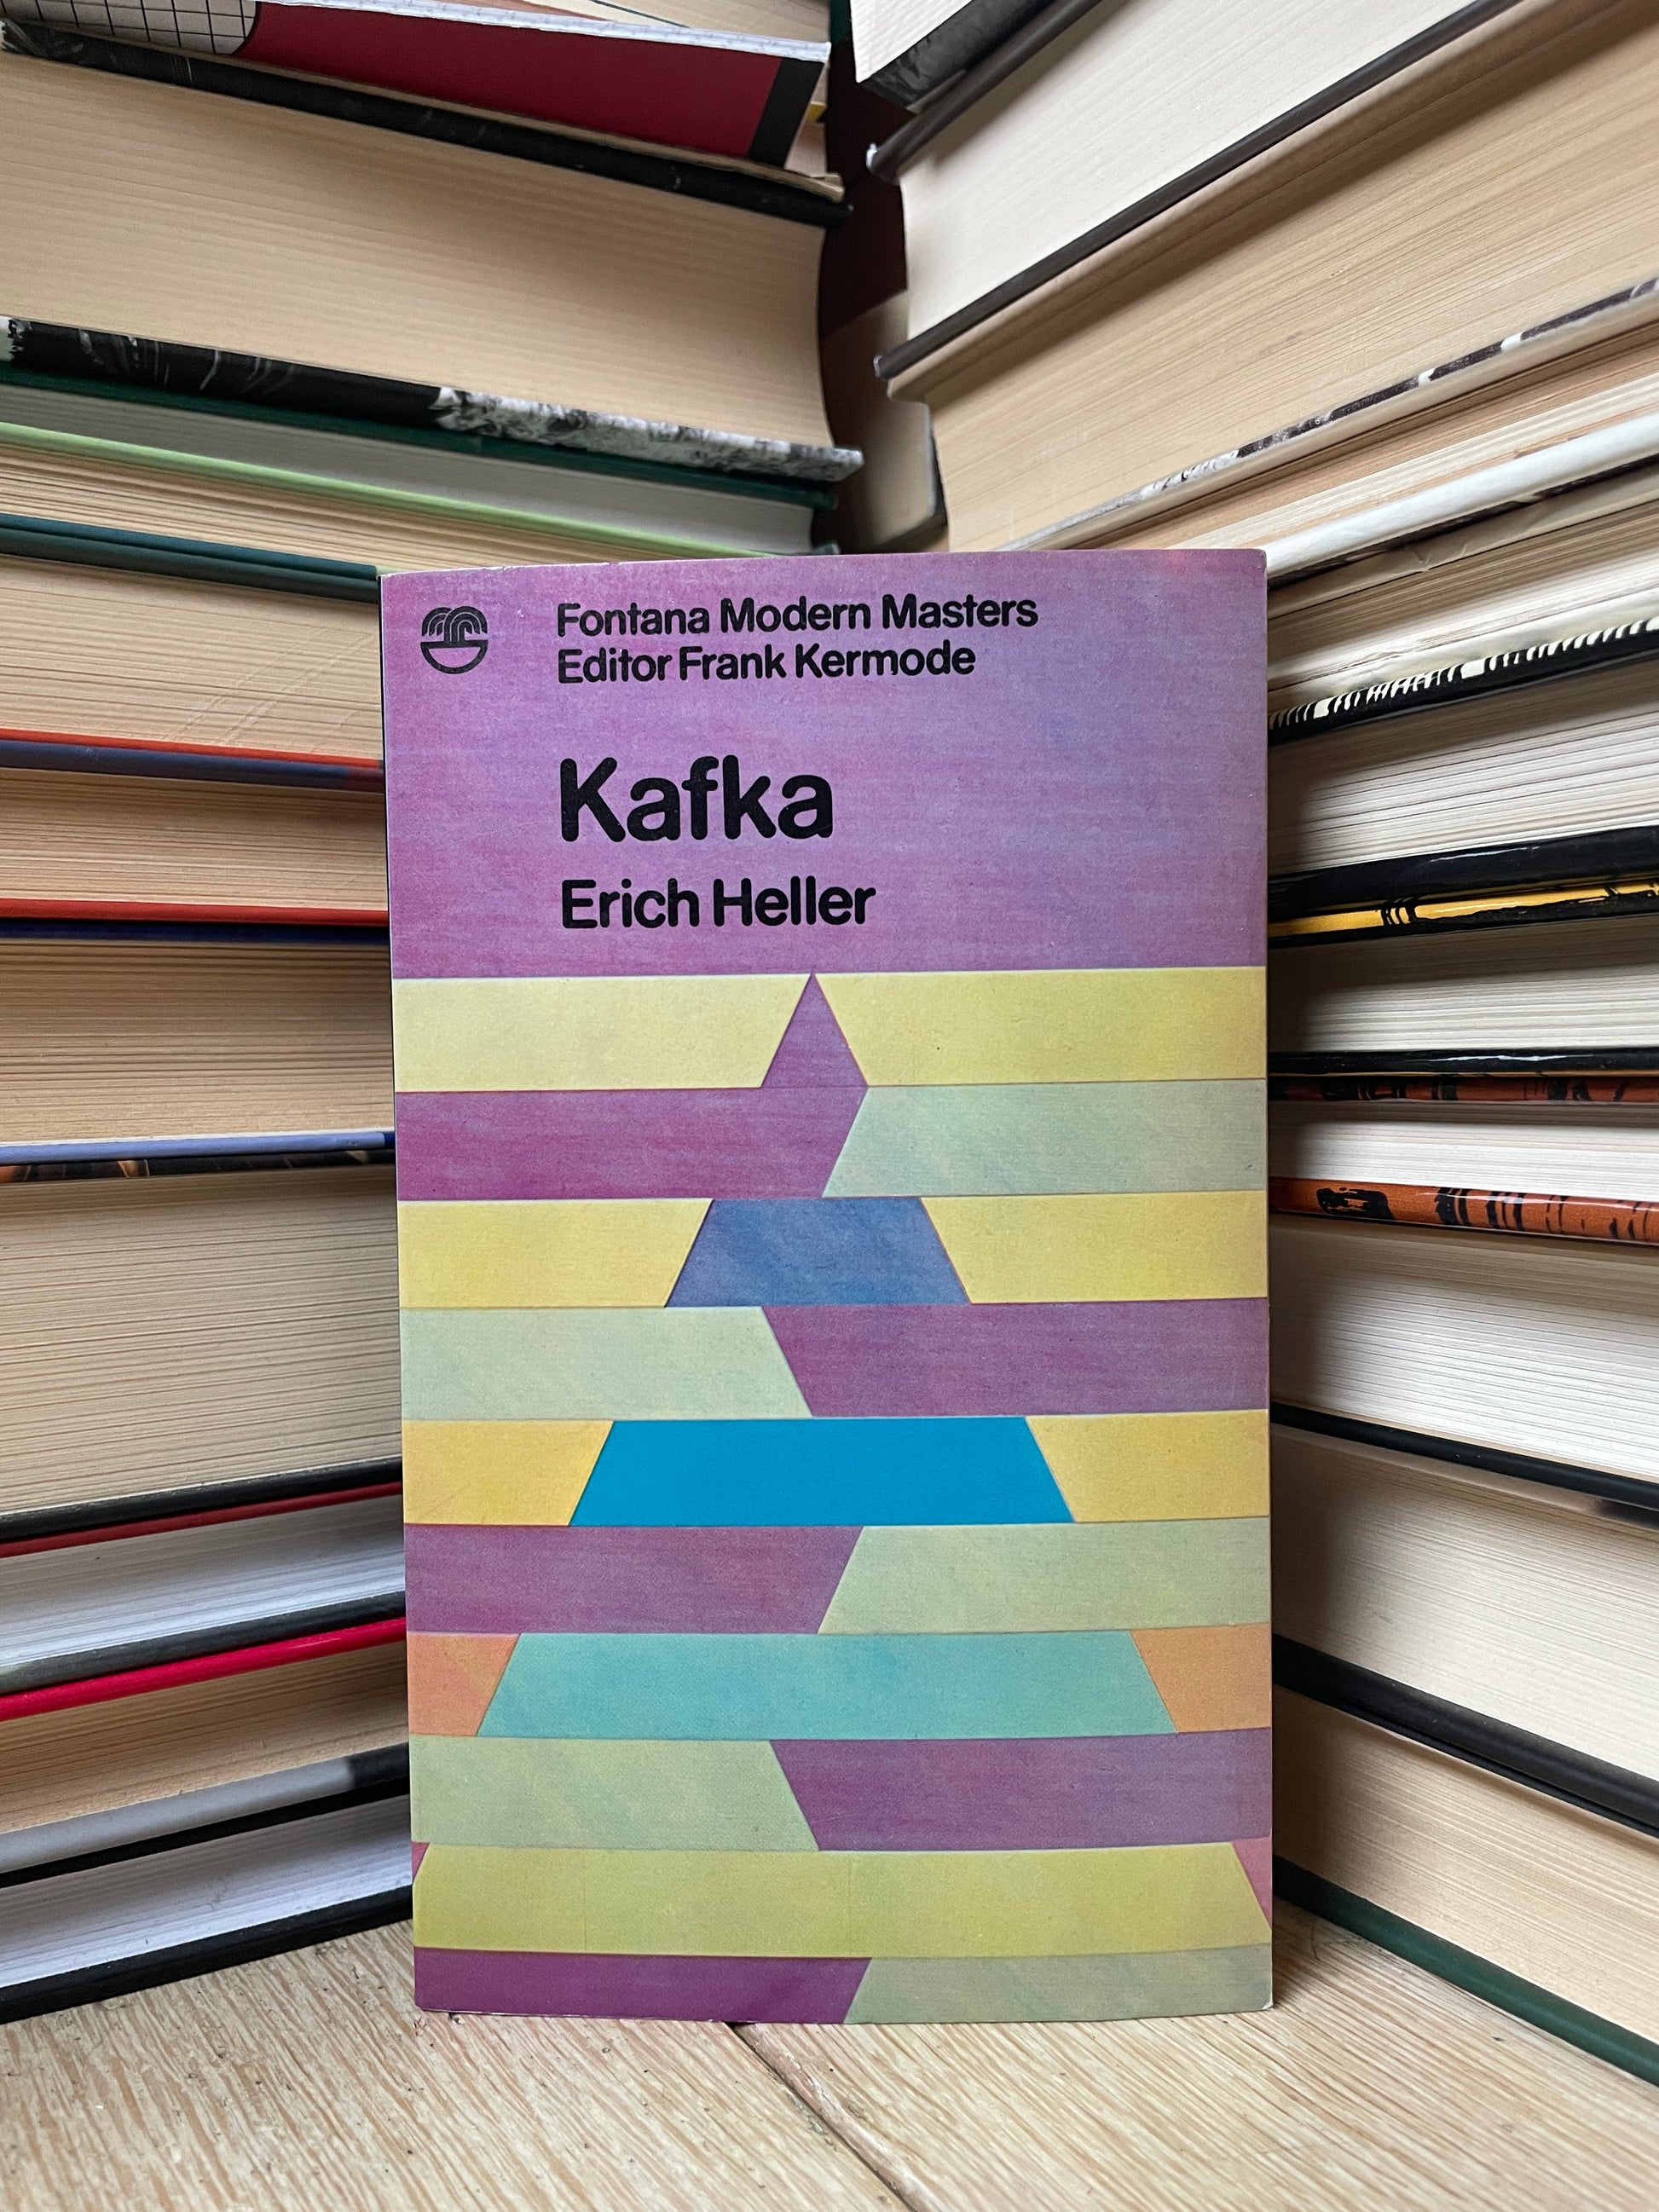 Fontana Modern Masters
Editor Frank Kermode
Kafka
Erich Heller